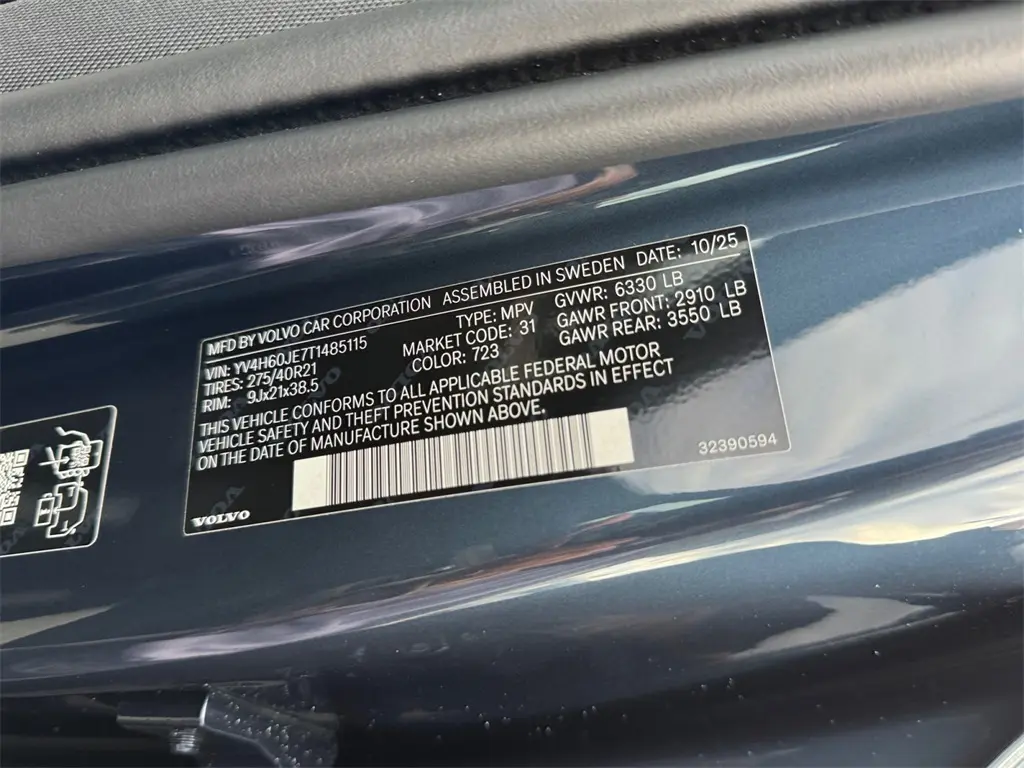 MFD BY VOLVO CAR CORPORATION ASSEMBLED IN SWEDEN DATE: 10/25
VIN: YV4H60JE7T1485115 TYPE: MPV GVWR: 6330 LB
TIRES: 275/40R21 MARKET CODE: 31 GAWR FRONT: 2910 LB
RIM: 9Jx21x38.5 COLOR: 723 GAWR REAR: 3550 LB
THIS VEHICLE CONFORMS TO ALL APPLICABLE FEDERAL MOTOR
VEHICLE SAFETY AND THEFT PREVENTION STANDARDS IN EFFECT
ON THE DATE OF MANUFACTURE SHOWN ABOVE.
32390594
VOLVO